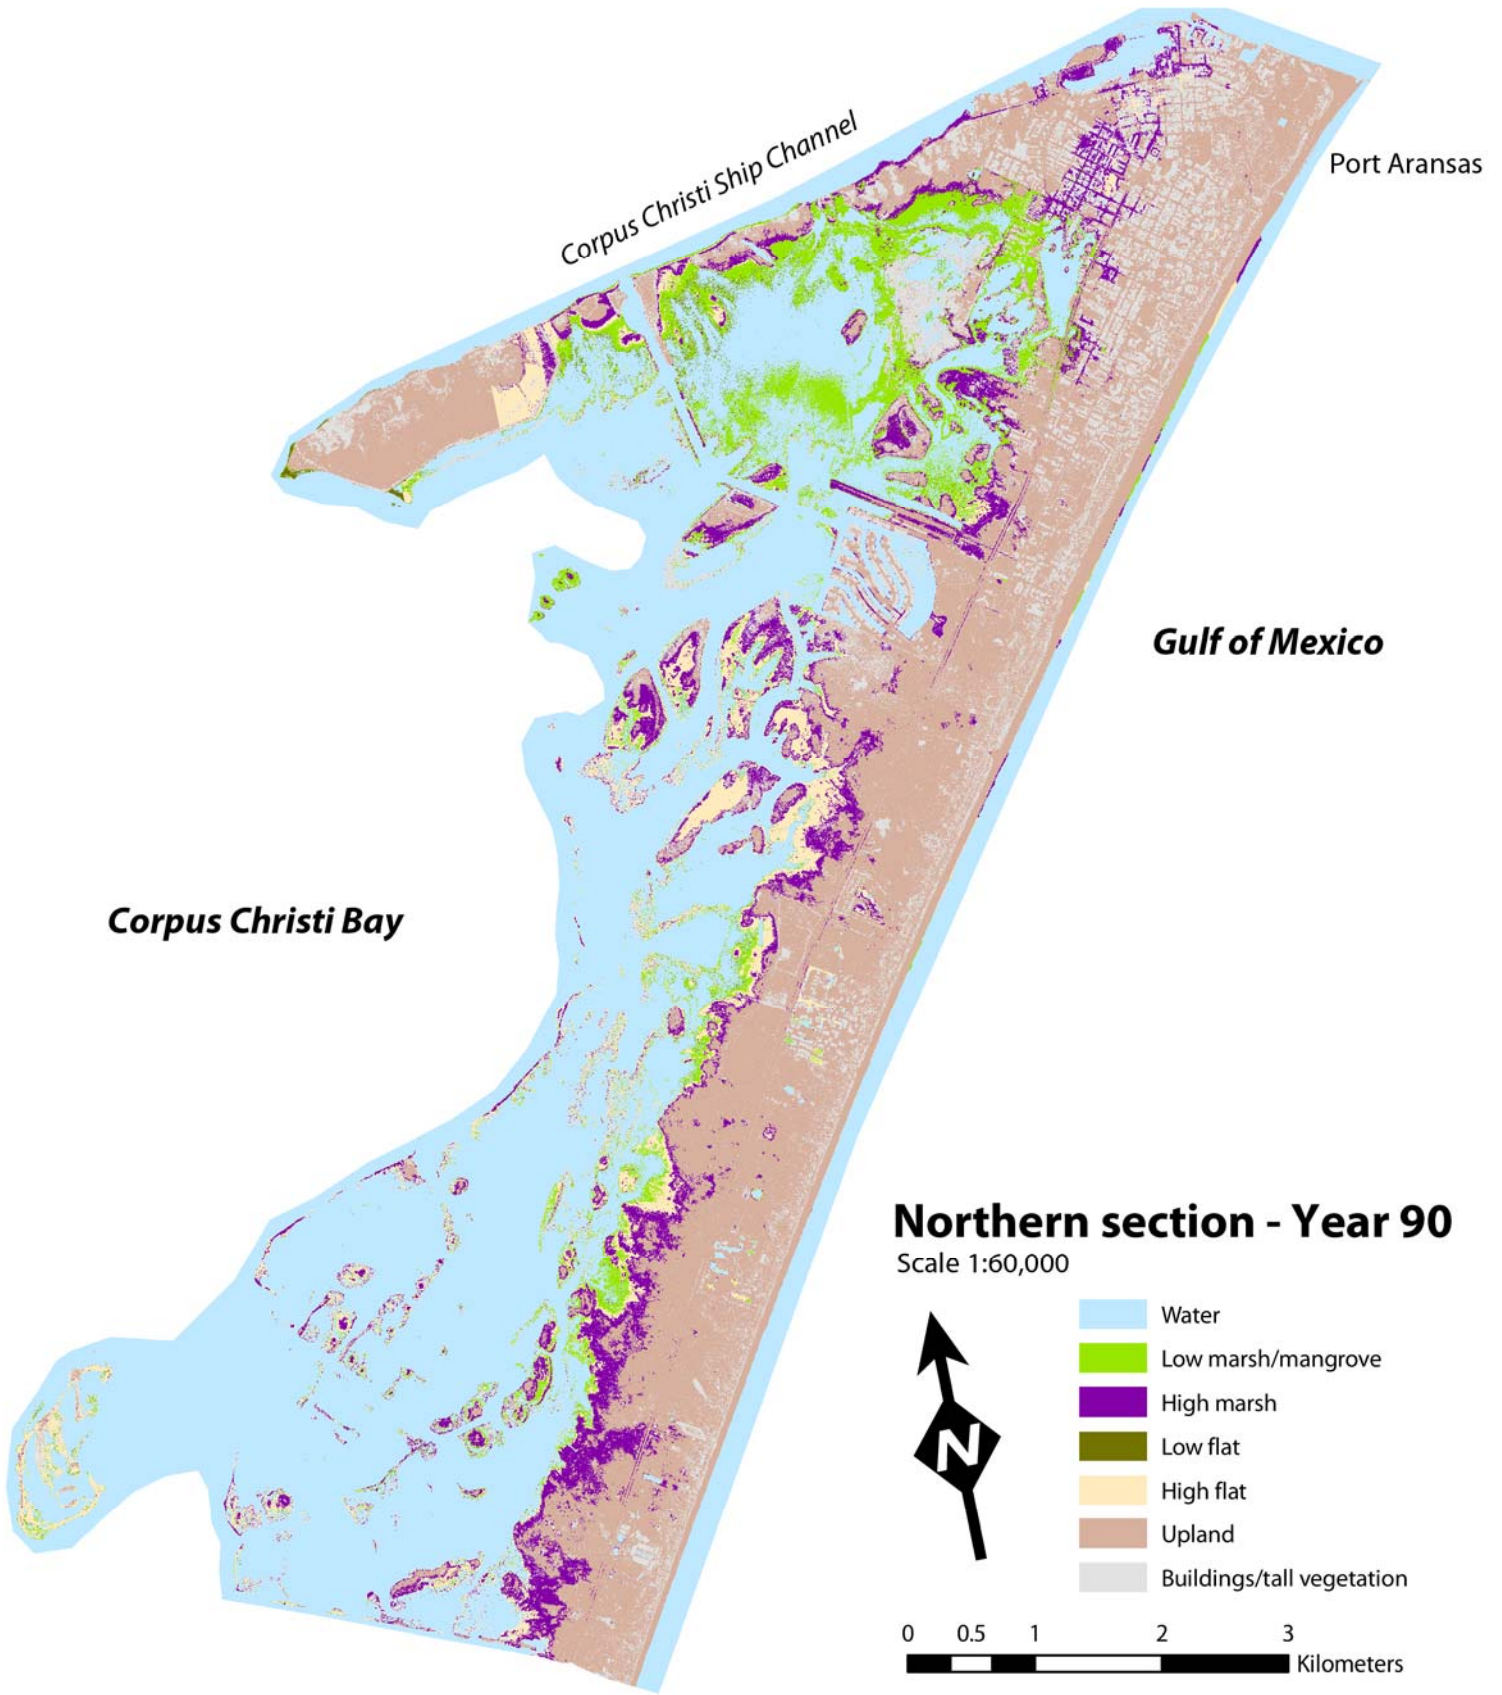 Corpus Christi Ship Channel
Port Aransas
Gulf of Mexico
Corpus Christi Bay
Northern section - Year 90
Scale 1:60,000
N
Water
Low marsh/mangrove
High marsh
Low flat
High flat
Upland
Buildings/tall vegetation
0 0.5 1 2 3
Kilometers